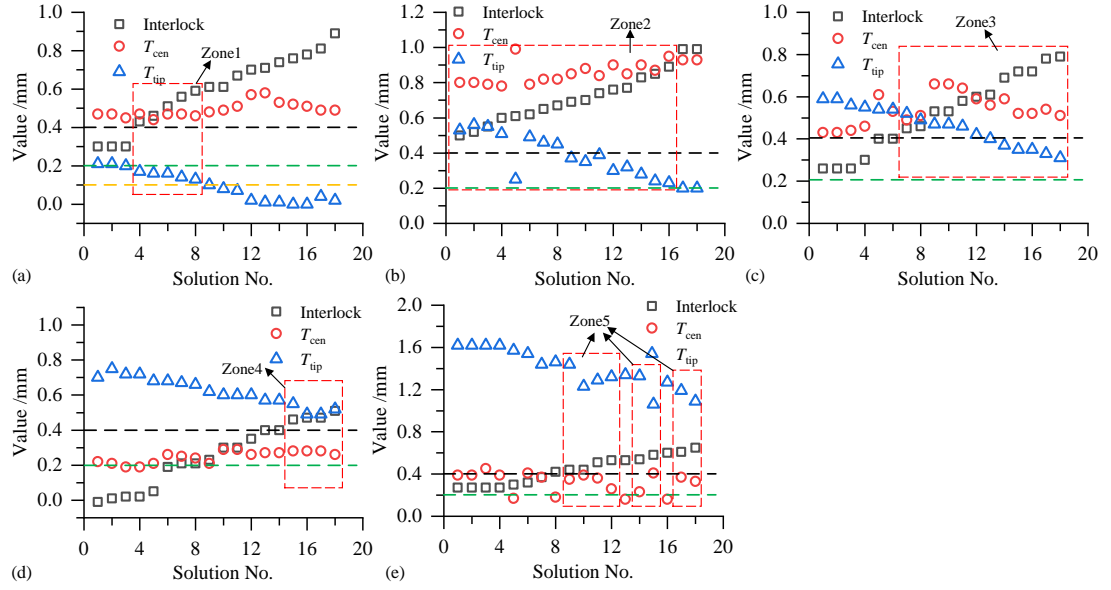 1.0
0.8
0.6
0.4
0.2
0.0
Value /mm
0
4
8
12
16
20
Solution No.
Interlock
Tcen
Ttip
Zone1
(a)
1.2
1.0
0.8
0.6
0.4
0.2
0.0
Value /mm
0
4
8
12
16
20
Solution No.
Interlock
Tcen
Ttip
Zone2
(b)
1.0
0.8
0.6
0.4
0.2
0.0
Value /mm
0
4
8
12
16
20
Solution No.
Interlock
Tcen
Ttip
Zone3
(c)
1.0
0.8
0.6
0.4
0.2
0.0
Value /mm
0
4
8
12
16
20
Solution No.
Interlock
Tcen
Ttip
Zone4
(d)
2.0
1.6
1.2
0.8
0.4
0.0
Value /mm
0
4
8
12
16
20
Solution No.
Interlock
Tcen
Ttip
Zone5
(e)